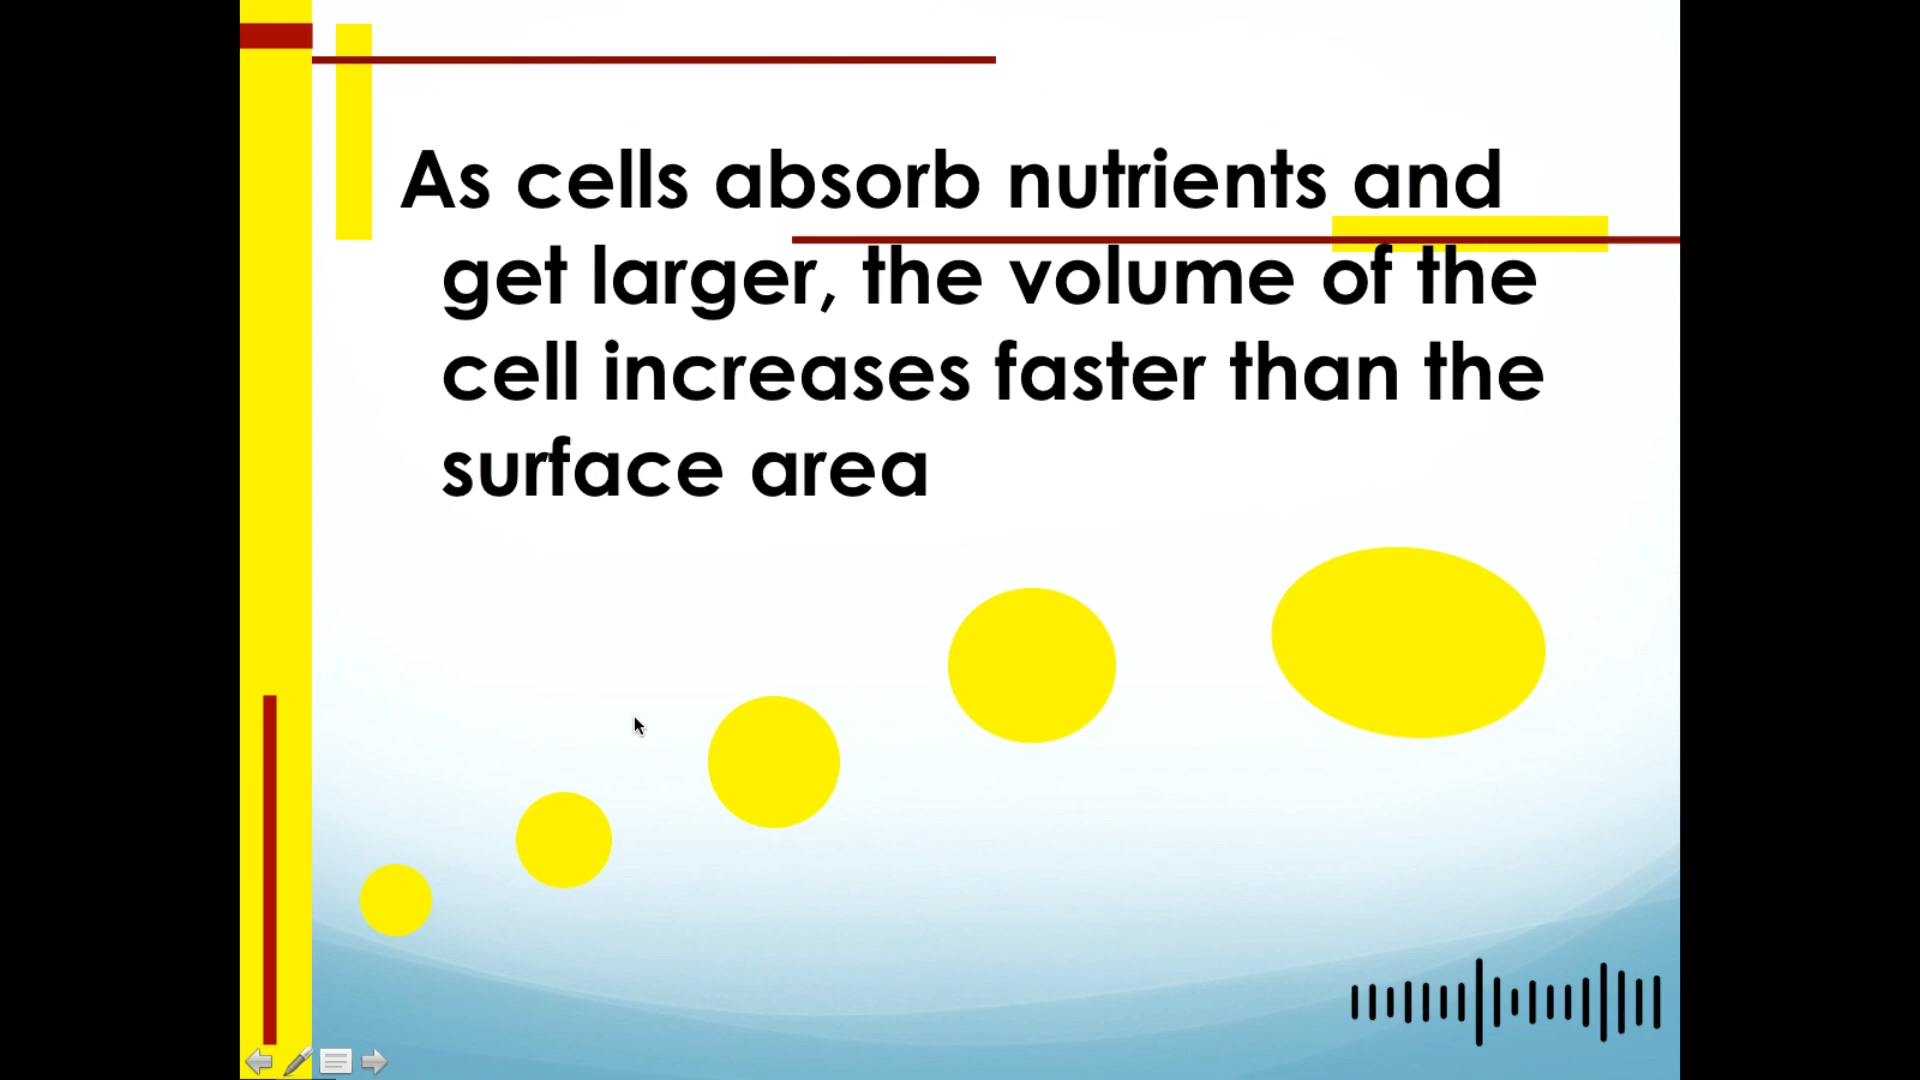 As cells absorb nutrients and
get larger, the volume of the
cell increases faster than the
surface area